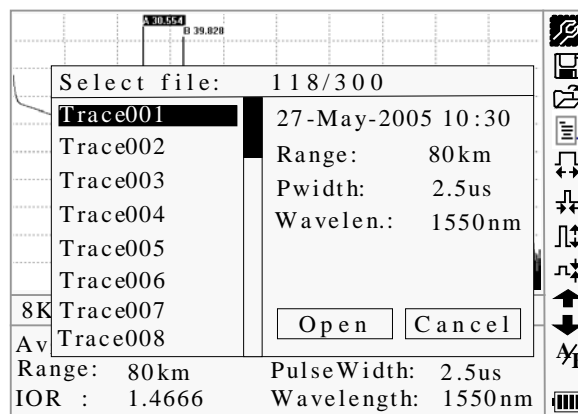 A 30.554
B 39.828
Select file: 118/300
Trace001
Trace002
Trace003
Trace004
Trace005
Trace006
Trace007
Trace008
27-May-2005 10:30
Range: 80km
Pwidth: 2.5us
Wavelen.: 1550nm
Open Cancel
8K
Av
Range: 80km PulseWidth: 2.5us
IOR : 1.4666 Wavelength: 1550nm